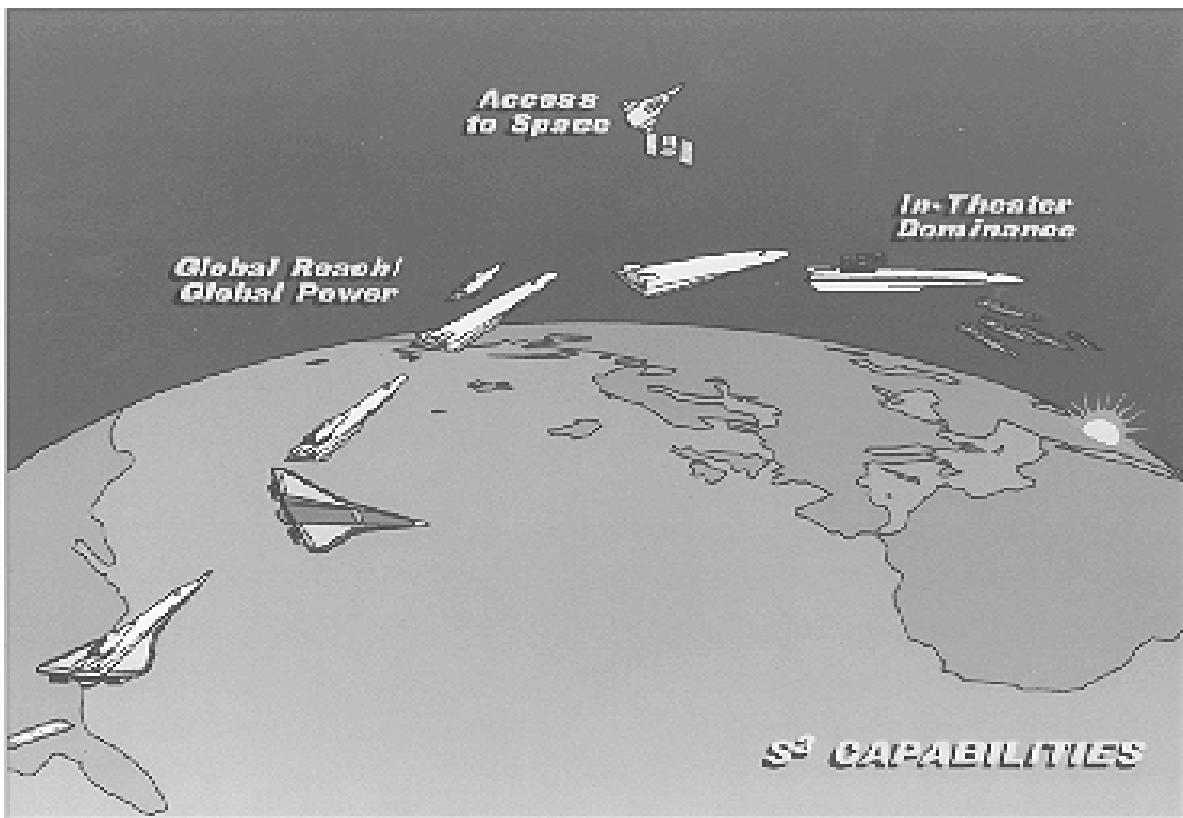 Access
to Space
In-Theater
Dominance
Global Reach/
Global Power
S³ CAPABILITIES